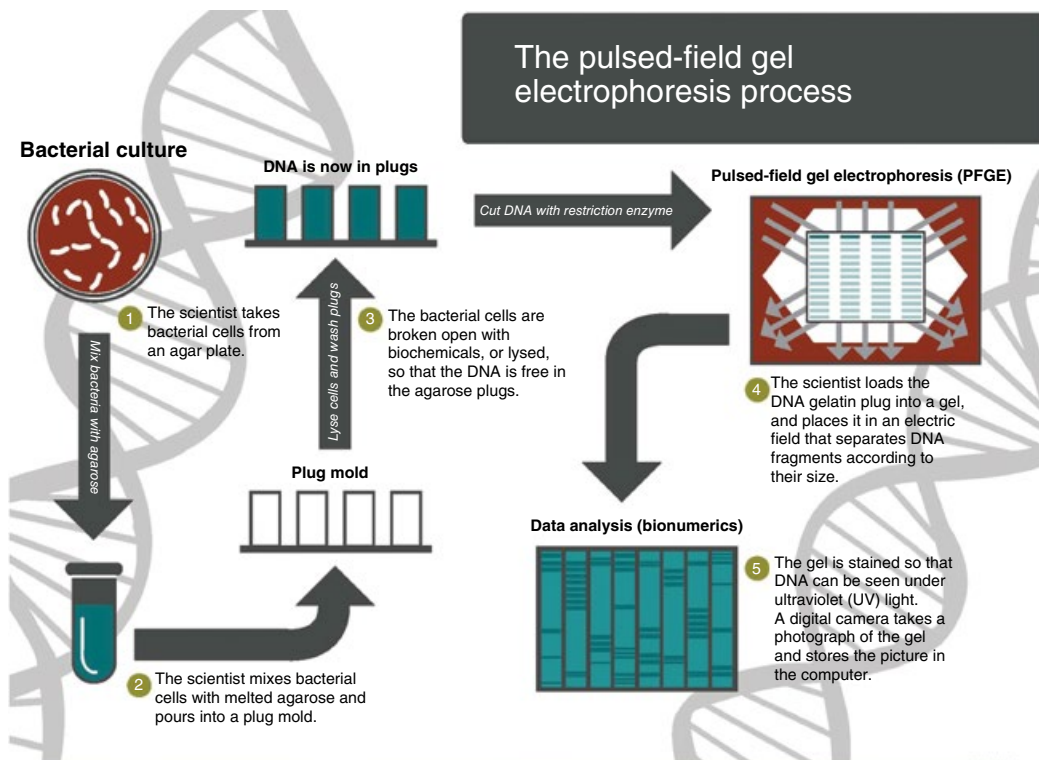 The pulsed-field gel
electrophoresis process
Bacterial culture
1
The scientist takes
bacterial cells from
an agar plate.
Mix bacteria with agarose
2
The scientist mixes bacterial
cells with melted agarose and
pours into a plug mold.
Plug mold
Lyse cells and wash plugs
3
The bacterial cells are
broken open with
biochemicals, or lysed,
so that the DNA is free in
the agarose plugs.
DNA is now in plugs
Cut DNA with restriction enzyme
Pulsed-field gel electrophoresis (PFGE)
4
The scientist loads the
DNA gelatin plug into a gel,
and places it in an electric
field that separates DNA
fragments according to
their size.
Data analysis (bionumerics)
5
The gel is stained so that
DNA can be seen under
ultraviolet (UV) light.
A digital camera takes a
photograph of the gel
and stores the picture in
the computer.